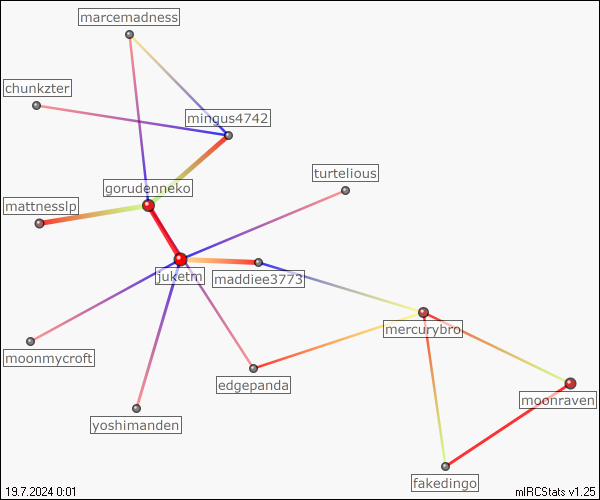 marcemadness
chunkzter
mingus4742
turtelious
gorudenneko
mattnesslp
juketm
maddiee3773
mercurybro
moonmycroft
edgepanda
moonraven
yoshimanden
fakedingo
19.7.2024 0:01
mIRCStats v1.25